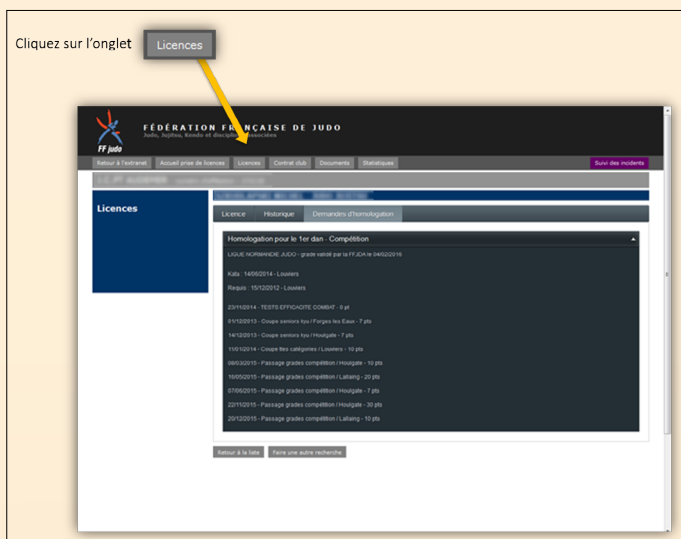 Cliquez sur l'onglet Licences
FÉDÉRATION FRANÇAISE DE JUDO
Judo, Jujitsu, Kendo et disciplines associées
FF judo
Retour à l'extranet Accueil prise de licences Licences Contrat club Documents Statistiques Suivi des incidents
Licences
Licence Historique Demandes d'homologation
Homologation pour le 1er dan - Compétition
LIGUE NORMANDIE JUDO - grade validé par la FFJDA le 04/02/2015
Kata : 14/06/2014 - Louviers
Requis : 15/12/2012 - Louviers
23/11/2014 - TESTS EFFICACITE COMBAT - 0 pt
01/12/2013 - Coupe seniors kyu / Forges les Eaux - 7 pts
14/12/2013 - Coupe seniors kyu / Houlgate - 7 pts
11/01/2014 - Coupe ttes catégories / Louviers - 10 pts
08/03/2015 - Passage grades compétition / Houlgate - 10 pts
16/05/2015 - Passage grades compétition / Lallaing - 20 pts
07/06/2015 - Passage grades compétition / Houlgate - 7 pts
22/11/2015 - Passage grades compétition / Houlgate - 30 pts
20/12/2015 - Passage grades compétition / Lallaing - 10 pts
Retour à la liste Faire une autre recherche